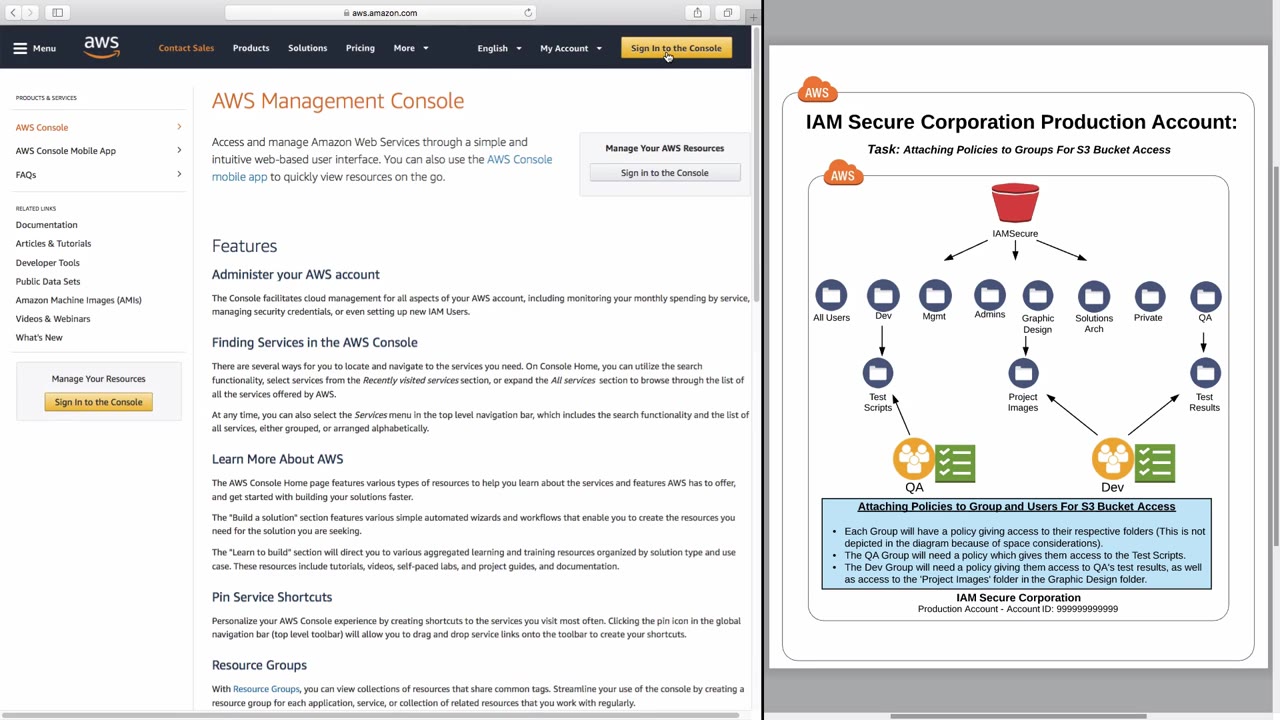 aws.amazon.com
Menu
aws
Contact Sales
Products
Solutions
Pricing
More
English
My Account
Sign In to the Console
PRODUCTS & SERVICES
AWS Console
AWS Console Mobile App
FAQs
RELATED LINKS
Documentation
Articles & Tutorials
Developer Tools
Public Data Sets
Amazon Machine Images (AMIs)
Videos & Webinars
What's New
Manage Your Resources
Sign In to the Console
AWS Management Console
Access and manage Amazon Web Services through a simple and
intuitive web-based user interface. You can also use the AWS Console
mobile app to quickly view resources on the go.
Manage Your AWS Resources
Sign in to the Console
Features
Administer your AWS account
The Console facilitates cloud management for all aspects of your AWS account, including monitoring your monthly spending by service,
managing security credentials, or even setting up new IAM Users.
Finding Services in the AWS Console
There are several ways for you to locate and navigate to the services you need. On Console Home, you can utilize the search
functionality, select services from the Recently visited services section, or expand the All services section to browse through the list of
all the services offered by AWS.
At any time, you can also select the Services menu in the top level navigation bar, which includes the search functionality and the list of
all services, either grouped, or arranged alphabetically.
Learn More About AWS
The AWS Console Home page features various types of resources to help you learn about the services and features AWS has to offer,
and get started with building your solutions faster.
The "Build a solution" section features various simple automated wizards and workflows that enable you to create the resources you
need for the solution you are seeking.
The "Learn to build" section will direct you to various aggregated learning and training resources organized by solution type and use
case. These resources include tutorials, videos, self-paced labs, and project guides, and documentation.
Pin Service Shortcuts
Personalize your AWS Console experience by creating shortcuts to the services you visit most often. Clicking the pin icon in the global
navigation bar (top level toolbar) will allow you to drag and drop service links onto the toolbar to create your shortcuts.
Resource Groups
With Resource Groups, you can view collections of resources that share common tags. Streamline your use of the console by creating a
resource group for each application, service, or collection of related resources that you work with regularly.
AWS
IAM Secure Corporation Production Account:
Task: Attaching Policies to Groups For S3 Bucket Access
AWS
IAMSecure
All Users
Dev
Mgmt
Admins
Graphic
Design
Solutions
Arch
Private
QA
Test
Scripts
Project
Images
Test
Results
QA
Dev
Attaching Policies to Group and Users For S3 Bucket Access
• Each Group will have a policy giving access to their respective folders (This is not
depicted in the diagram because of space considerations).
• The QA Group will need a policy which gives them access to the Test Scripts.
• The Dev Group will need a policy giving them access to QA's test results, as well
as access to the 'Project Images' folder in the Graphic Design folder.
IAM Secure Corporation
Production Account - Account ID: 999999999999